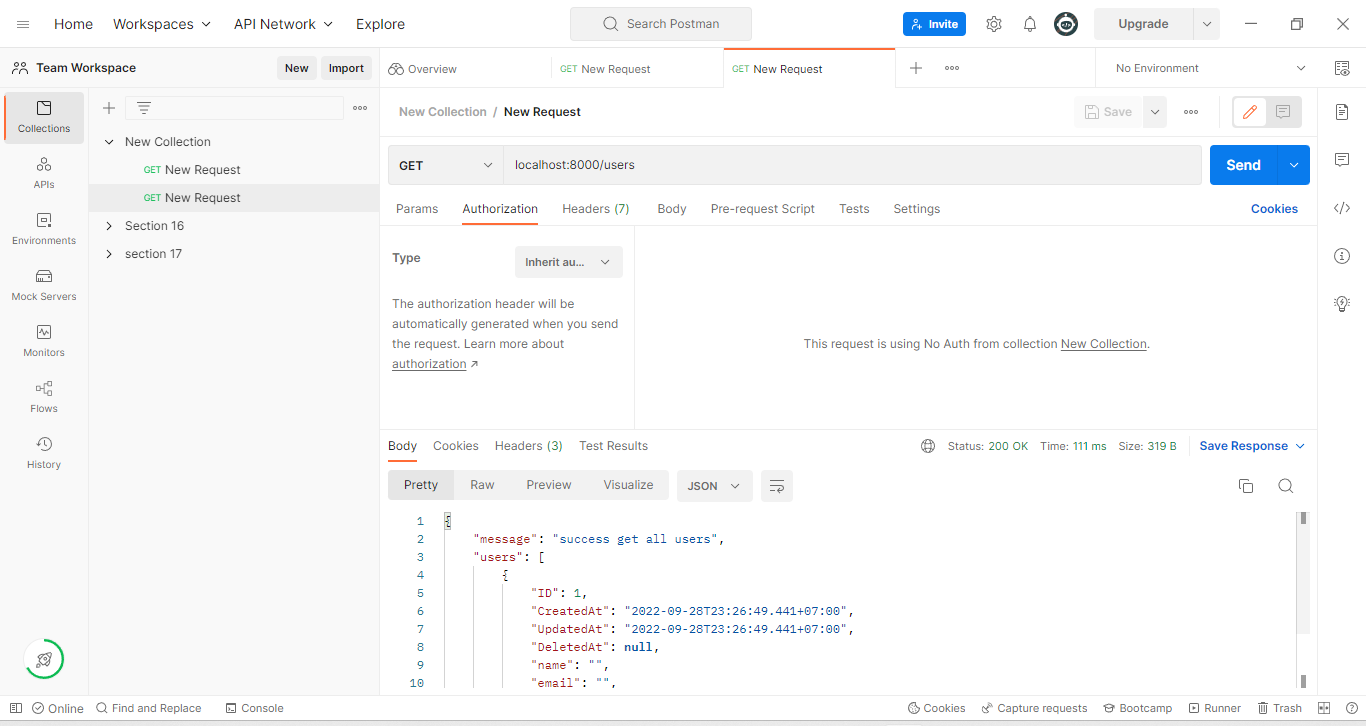 Home Workspaces API Network Explore Search Postman Invite Upgrade
Team Workspace New Import Overview GET New Request GET New Request No Environment
Collections
APIs
Environments
Mock Servers
Monitors
Flows
History
New Collection
GET New Request
GET New Request
Section 16
section 17
New Collection / New Request Save
GET localhost:8000/users Send
Params Authorization Headers (7) Body Pre-request Script Tests Settings Cookies
Type Inherit au...
The authorization header will be
automatically generated when you send
the request. Learn more about
authorization ↗
This request is using No Auth from collection New Collection.
Body Cookies Headers (3) Test Results Status: 200 OK Time: 111 ms Size: 319 B Save Response
Pretty Raw Preview Visualize JSON
1 {
2 "message": "success get all users",
3 "users": [
4 {
5 "ID": 1,
6 "CreatedAt": "2022-09-28T23:26:49.441+07:00",
7 "UpdatedAt": "2022-09-28T23:26:49.441+07:00",
8 "DeletedAt": null,
9 "name": "",
10 "email": "",
Online Find and Replace Console Cookies Capture requests Bootcamp Runner Trash